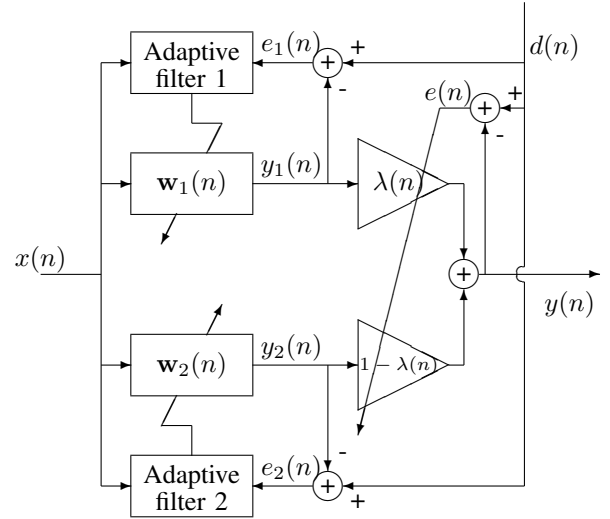 Adaptive
filter 1
e₁(n)
+
+
d(n)
-
e(n)
+
+
-
w₁(n)
y₁(n)
λ(n)
x(n)
+
y(n)
w₂(n)
y₂(n)
1 − λ(n)
-
Adaptive
filter 2
e₂(n)
+
+